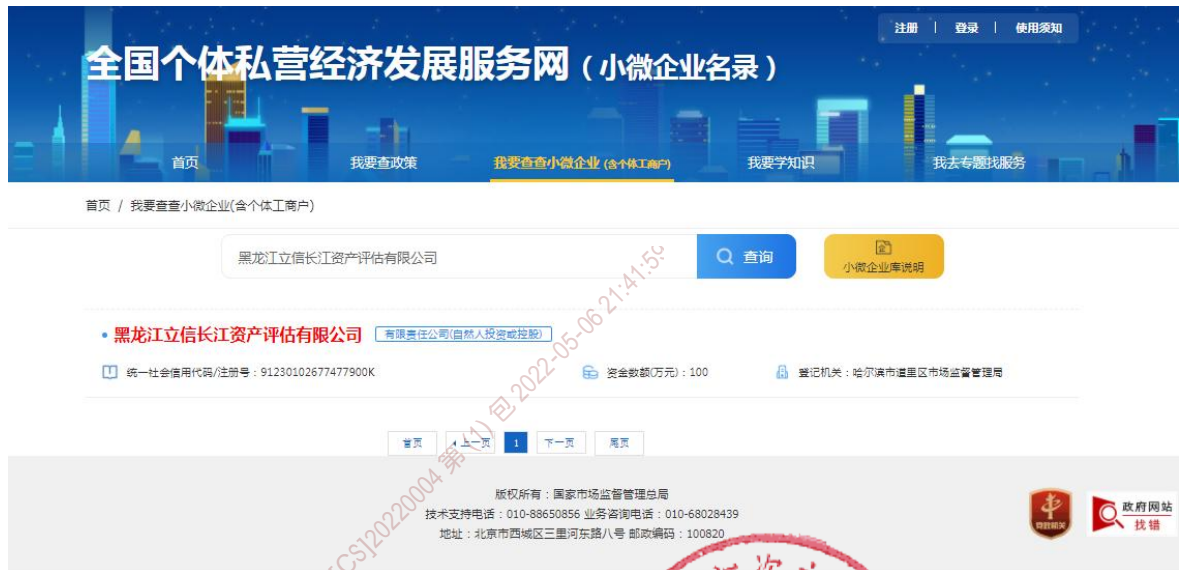 注册 | 登录 | 使用须知
全国个体私营经济发展服务网（小微企业名录）
首页 我要查政策 我要查查小微企业 (含个体工商户) 我要学知识 我去专题找服务
首页 / 我要查查小微企业(含个体工商户)
黑龙江立信长江资产评估有限公司 查询 小微企业库说明
• 黑龙江立信长江资产评估有限公司 有限责任公司(自然人投资或控股)
统一社会信用代码/注册号：91230102677477900K 资金数额(万元)：100 登记机关：哈尔滨市道里区市场监督管理局
首页 上一页 1 下一页 尾页
版权所有：国家市场监督管理总局
技术支持电话：010-88650856 业务咨询电话：010-68028439
地址：北京市西城区三里河东路八号 邮政编码：100820
党政机关
政府网站
找错
CS]20220004 第(1) 包 2022-05-06 21:41:59
资